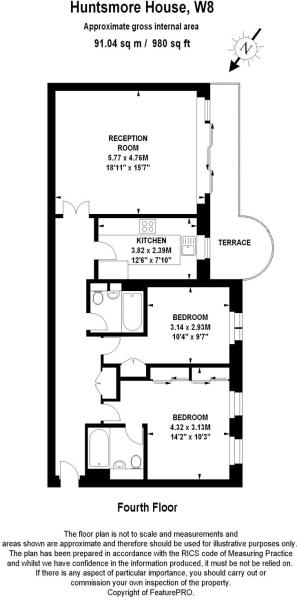 Huntsmore House, W8
Approximate gross internal area
91.04 sq m / 980 sq ft
N
RECEPTION
ROOM
5.77 x 4.76M
18'11" x 15'7"
KITCHEN
3.82 x 2.39M
12'6" x 7'10"
TERRACE
BEDROOM
3.14 x 2.93M
10'4" x 9'7"
BEDROOM
4.32 x 3.13M
14'2" x 10'3"
Fourth Floor
The floor plan is not to scale and measurements and
areas shown are approximate and therefore should be used for illustrative purposes only.
The plan has been prepared in accordance with the RICS code of Measuring Practice
and whilst we have confidence in the information produced, it must not be relied on.
If there is any aspect of particular importance, you should carry out or
commission your own inspection of the property.
Copyright of FeaturePRO.